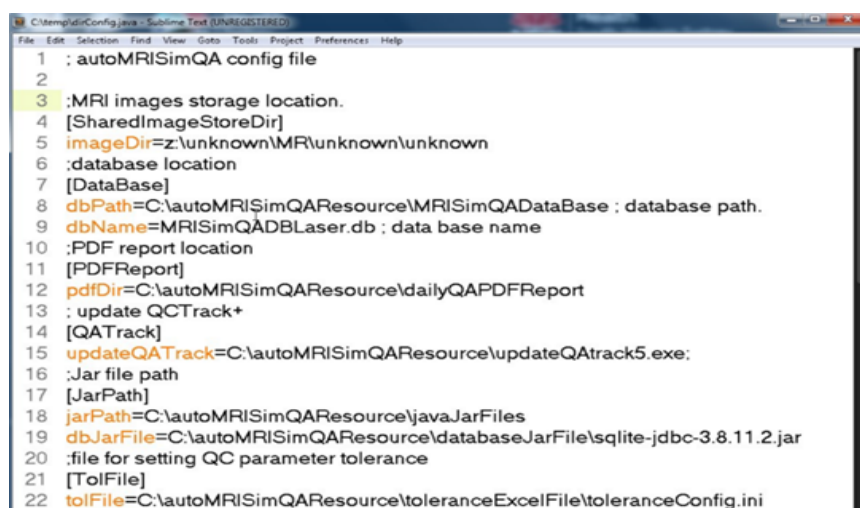 C:\temp\dirConfig.java - Sublime Text (UNREGISTERED)
File Edit Selection Find View Goto Tools Project Preferences Help
1 ; autoMRISimQA config file
2
3 ;MRI images storage location.
4 [SharedImageStoreDir]
5 imageDir=z:\unknown\MR\unknown\unknown
6 ;database location
7 [DataBase]
8 dbPath=C:\autoMRISimQAResource\MRISimQADataBase ; database path.
9 dbName=MRISimQADBLaser.db ; data base name
10 ;PDF report location
11 [PDFReport]
12 pdfDir=C:\autoMRISimQAResource\dailyQAPDFReport
13 ; update QCTrack+
14 [QATrack]
15 updateQATrack=C:\autoMRISimQAResource\updateQAtrack5.exe;
16 ;Jar file path
17 [JarPath]
18 jarPath=C:\autoMRISimQAResource\javaJarFiles
19 dbJarFile=C:\autoMRISimQAResource\databaseJarFile\sqlite-jdbc-3.8.11.2.jar
20 ;file for setting QC parameter tolerance
21 [TolFile]
22 tolFile=C:\autoMRISimQAResource\toleranceExcelFile\toleranceConfig.ini